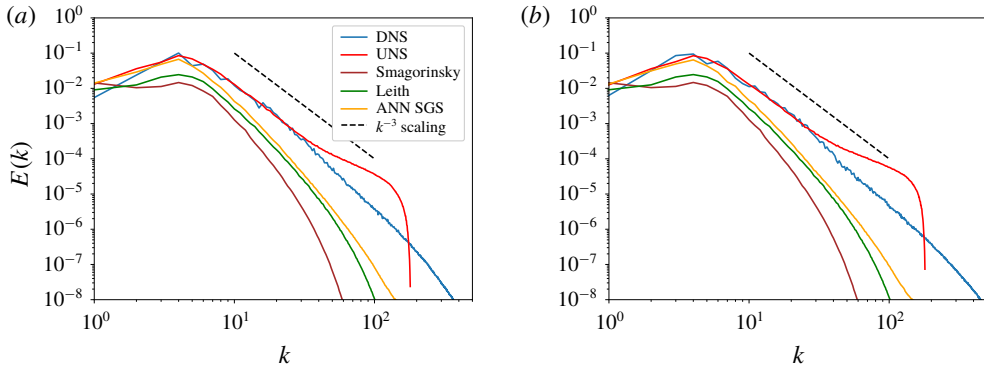 (a)
10^0
10^-1
10^-2
10^-3
10^-4
10^-5
10^-6
10^-7
10^-8
E(k)
DNS
UNS
Smagorinsky
Leith
ANN SGS
k^-3 scaling
10^0
10^1
10^2
k
(b)
10^0
10^-1
10^-2
10^-3
10^-4
10^-5
10^-6
10^-7
10^-8
10^0
10^1
10^2
k